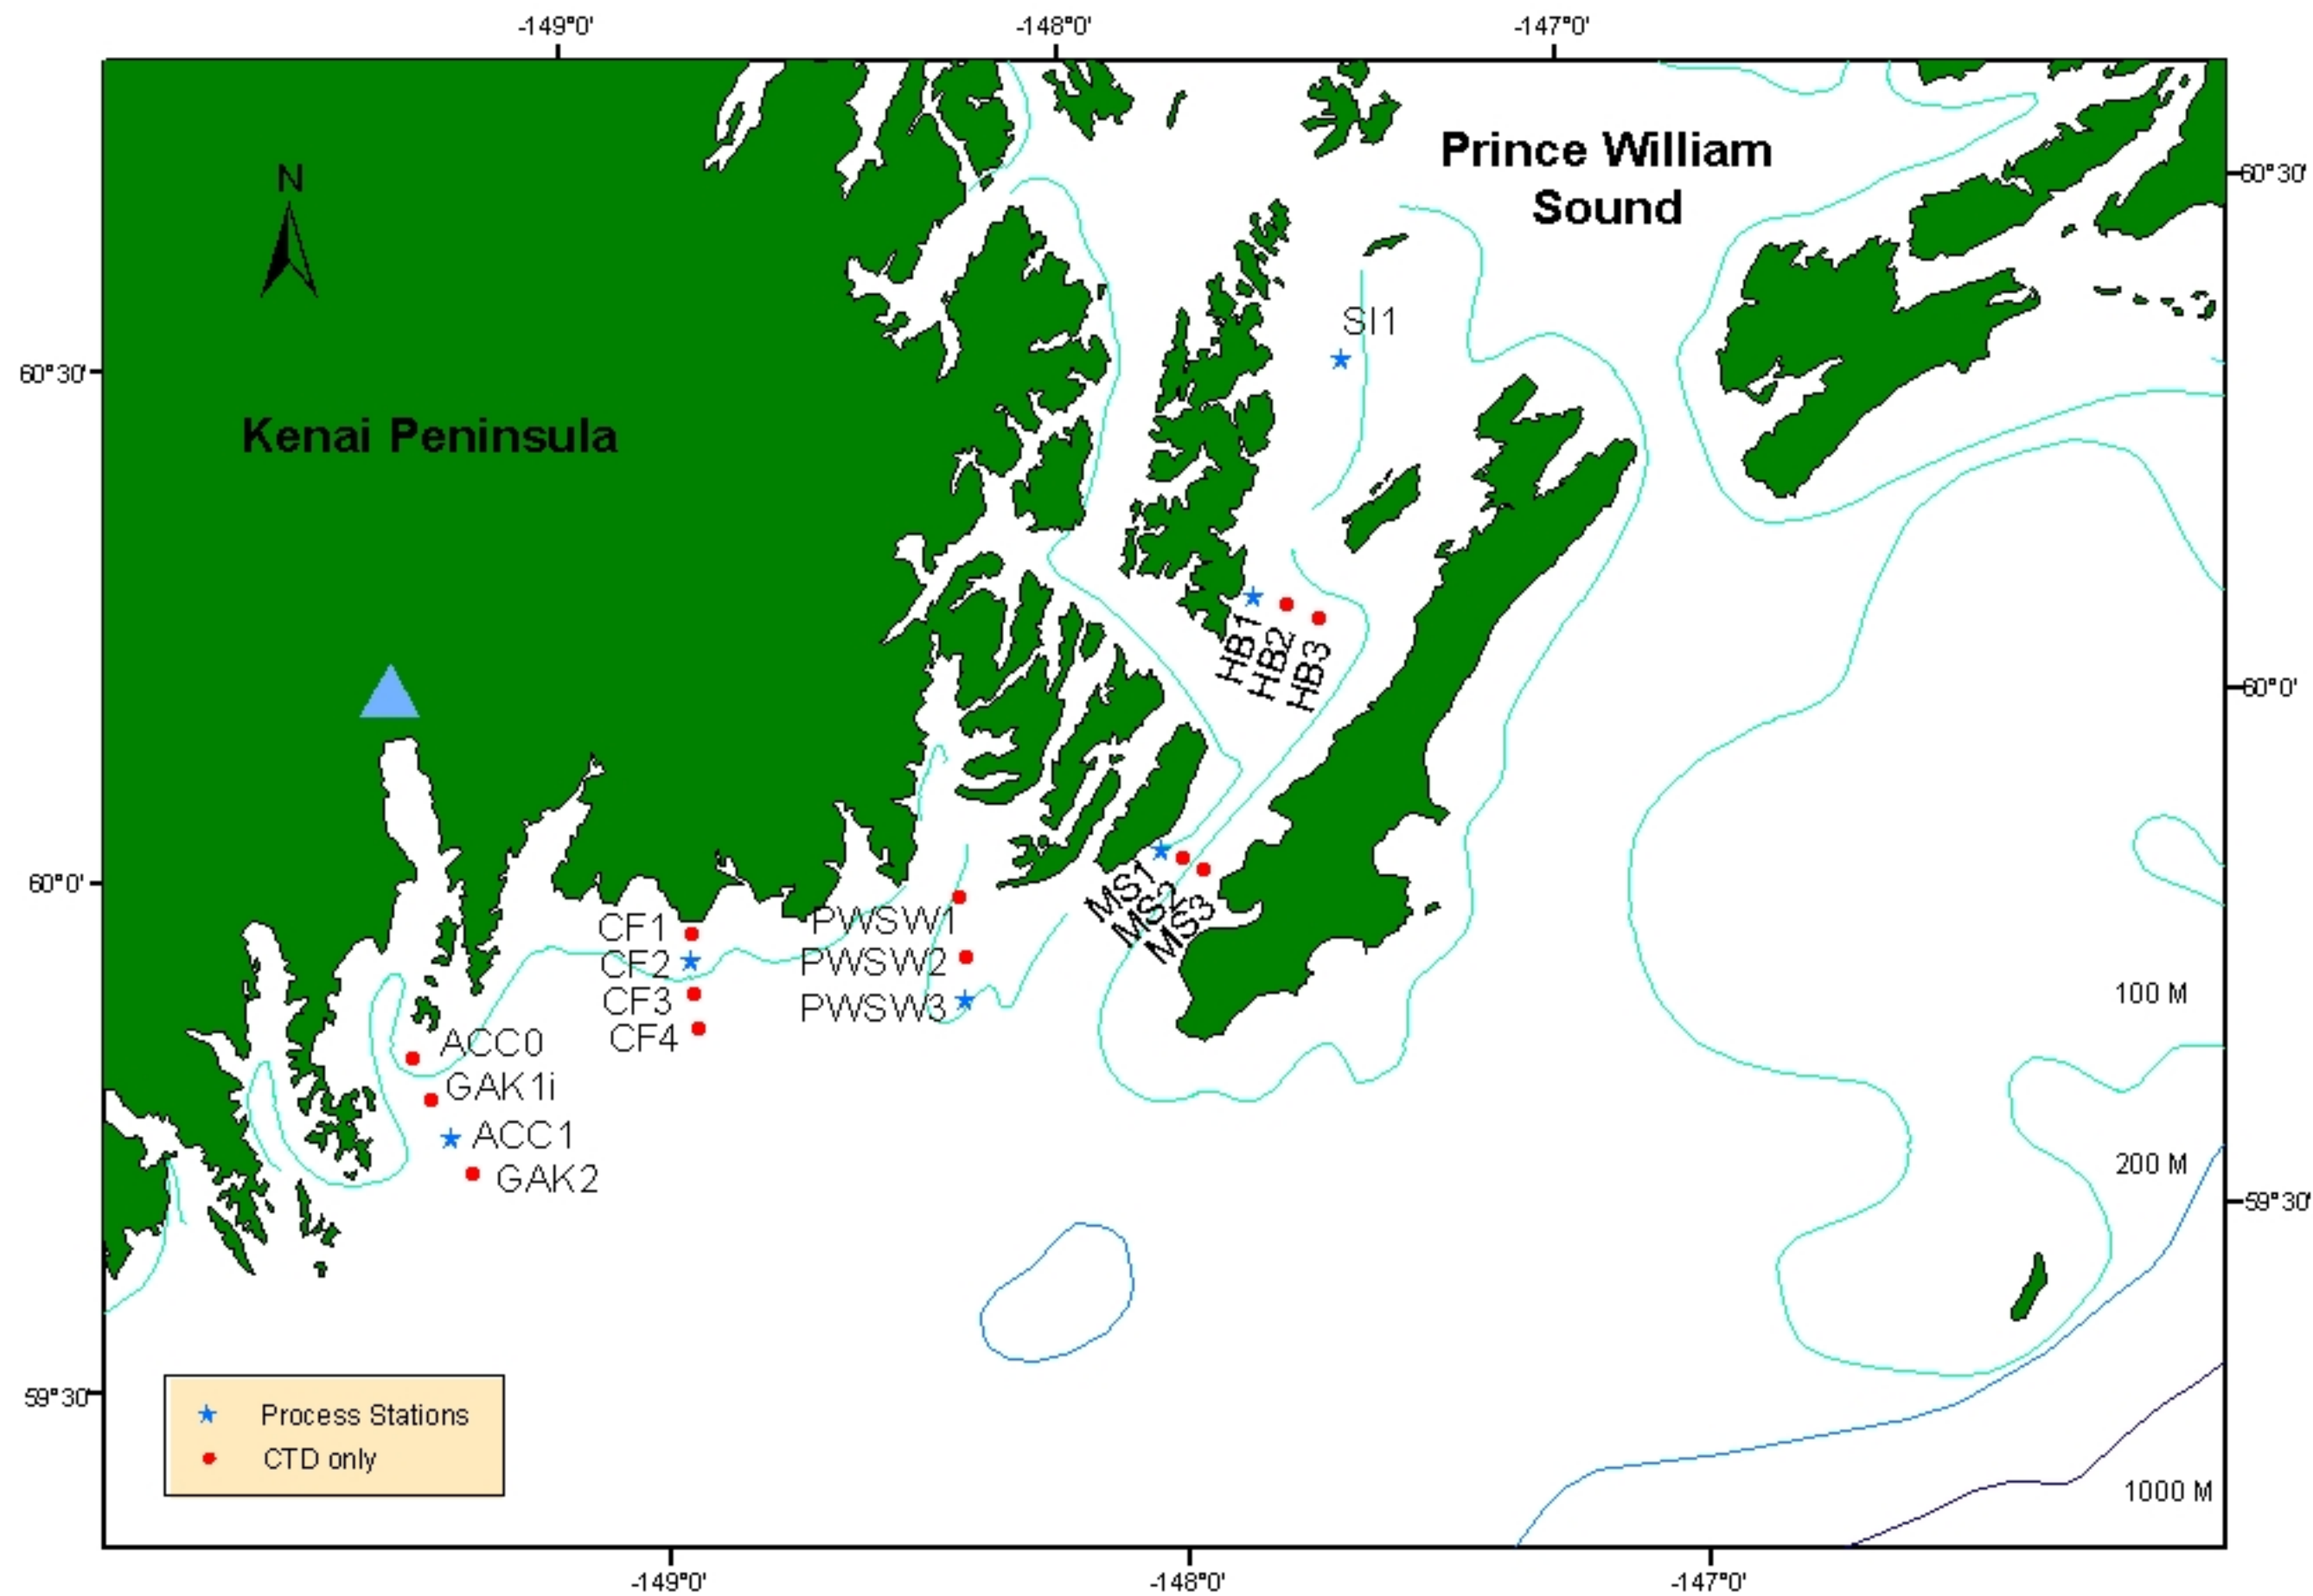 -149°0'
-148°0'
-147°0'
Prince William
Sound
N
60°30'
SI1
60°30'
Kenai Peninsula
HB1
HB2
HB3
60°0'
60°0'
MS1
MS2
MS3
CF1
CF2
CF3
CF4
PWSW1
PWSW2
PWSW3
100 M
ACC0
GAK1i
ACC1
GAK2
200 M
59°30'
59°30'
Process Stations
CTD only
1000 M
-149°0'
-148°0'
-147°0'